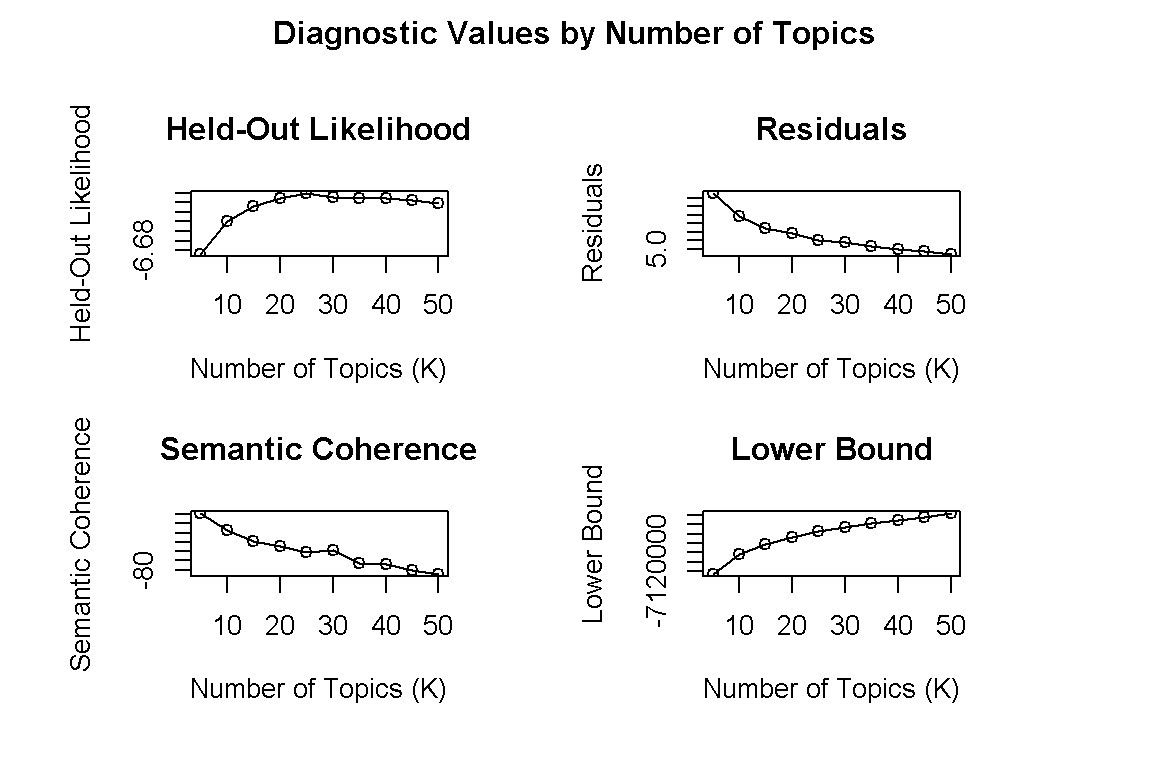 Diagnostic Values by Number of Topics
Held-Out Likelihood
Held-Out Likelihood
-6.68
10 20 30 40 50
Number of Topics (K)
Residuals
Residuals
5.0
10 20 30 40 50
Number of Topics (K)
Semantic Coherence
Semantic Coherence
-80
10 20 30 40 50
Number of Topics (K)
Lower Bound
Lower Bound
-7120000
10 20 30 40 50
Number of Topics (K)